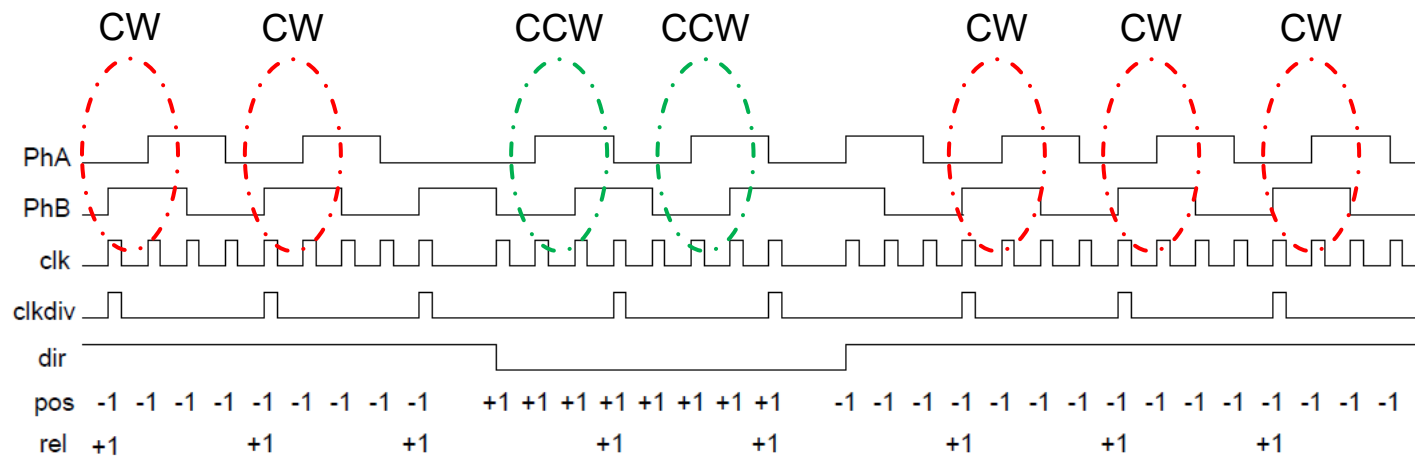 CW CW CCW CCW CW CW CW
PhA
PhB
clk
clkdiv
dir
pos -1 -1 -1 -1 -1 -1 -1 -1 -1 +1 +1 +1 +1 +1 +1 +1 +1 -1 -1 -1 -1 -1 -1 -1 -1 -1 -1 -1 -1 -1 -1 -1
rel +1 +1 +1 +1 +1 +1 +1 +1